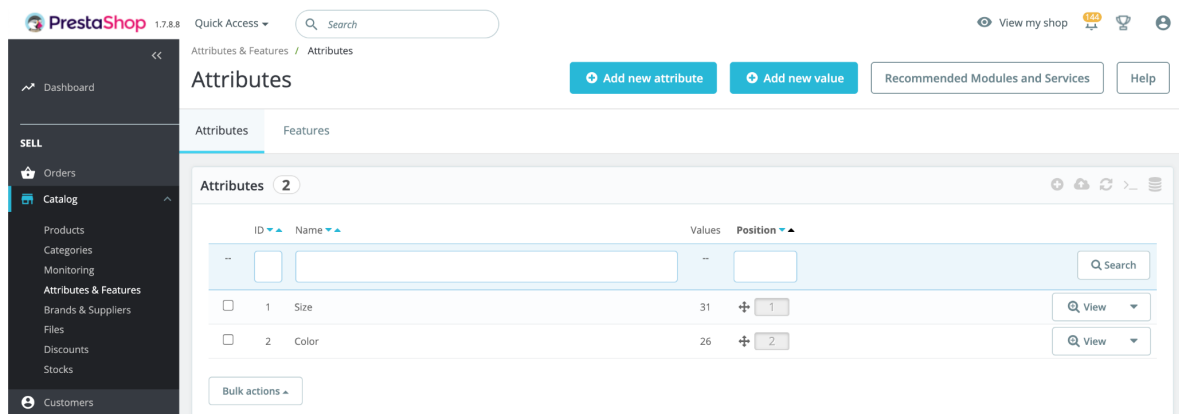 PrestaShop 1.7.8.8 Quick Access Search View my shop 144
Attributes & Features / Attributes
Attributes Add new attribute Add new value Recommended Modules and Services Help
Dashboard
Attributes Features
SELL
Orders
Catalog
Products
Categories
Monitoring
Attributes & Features
Brands & Suppliers
Files
Discounts
Stocks
Customers
Attributes 2
ID Name Values Position
-- -- Search
1 Size 31 1 View
2 Color 26 2 View
Bulk actions